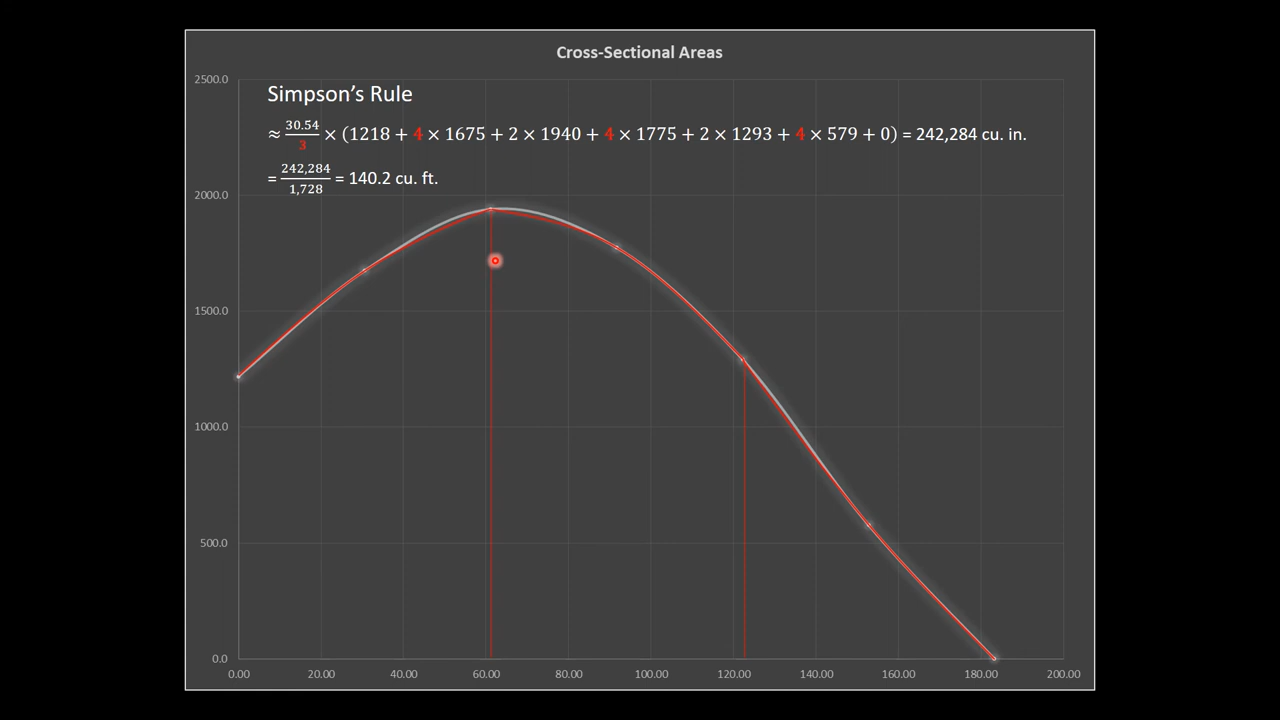 Cross-Sectional Areas
2500.0
Simpson's Rule
≈ 30.54/3 × (1218 + 4 × 1675 + 2 × 1940 + 4 × 1775 + 2 × 1293 + 4 × 579 + 0) = 242,284 cu. in.
= 242,284/1,728 = 140.2 cu. ft.
2000.0
1500.0
1000.0
500.0
0.0
0.00 20.00 40.00 60.00 80.00 100.00 120.00 140.00 160.00 180.00 200.00